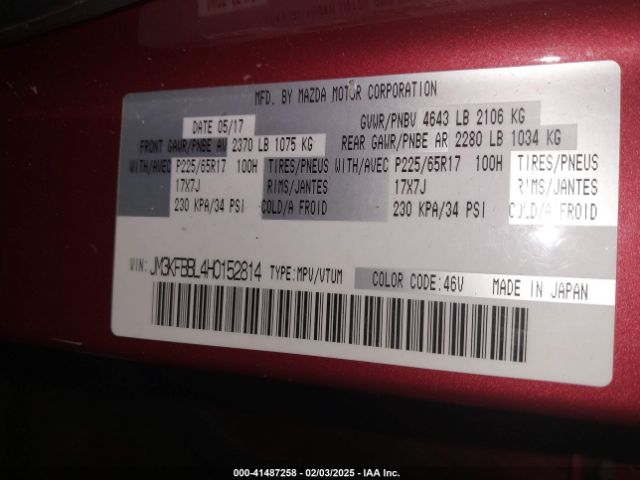 MFD. BY MAZDA MOTOR CORPORATION
DATE 05/17 GVWR/PNBV 4643 LB 2106 KG
FRONT GAWR/PNBE AV 2370 LB 1075 KG REAR GAWR/PNBE AR 2280 LB 1034 KG
WITH/AVEC P225/65R17 100H TIRES/PNEUS WITH/AVEC P225/65R17 100H TIRES/PNEUS
17X7J RIMS/JANTES 17X7J RIMS/JANTES
230 KPA/34 PSI COLD/A FROID 230 KPA/34 PSI COLD/A FROID
VIN: JM3KFBBL4H0152814 TYPE:MPV/VTUM COLOR CODE:46V MADE IN JAPAN
000-41487258 - 02/03/2025 - IAA Inc.